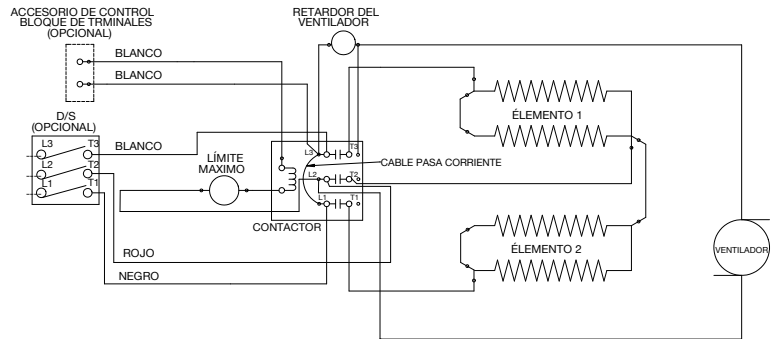 ACCESORIO DE CONTROL
BLOQUE DE TRMINALES
(OPCIONAL)
RETARDOR DEL
VENTILADOR
BLANCO
BLANCO
D/S
(OPCIONAL)
L3 T3
L2 T2
L1 T1
BLANCO
LÍMITE
MAXIMO
L3 T3
L2 T2
L1 T1
CABLE PASA CORRIENTE
CONTACTOR
ROJO
NEGRO
ÉLEMENTO 1
ÉLEMENTO 2
VENTILADOR